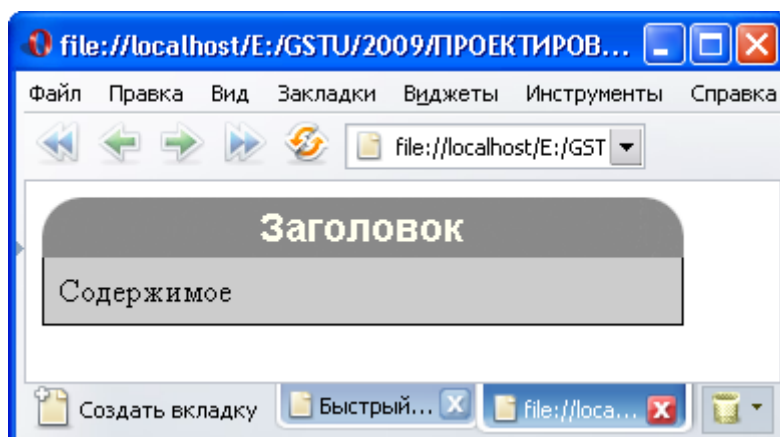 file://localhost/E:/GSTU/2009/ПРОЕКТИРОВ...
Файл Правка Вид Закладки Виджеты Инструменты Справка
file://localhost/E:/GST
Заголовок
Содержимое
Создать вкладку Быстрый... file://loca...